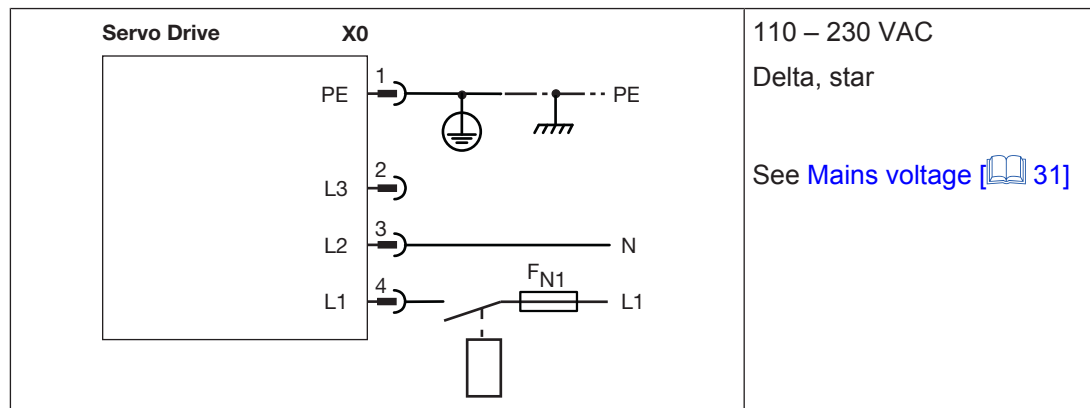 Servo Drive X0
PE 1 PE
L3 2
L2 3 N
FN1
L1 4 L1
110 – 230 VAC
Delta, star
See Mains voltage [31]